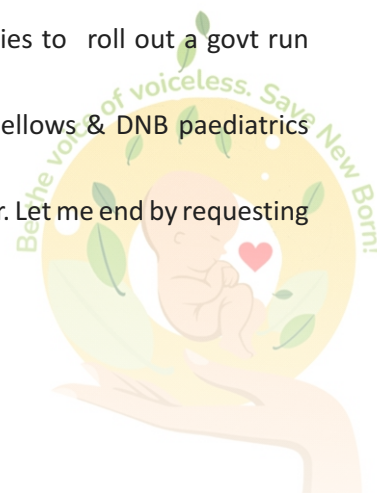 ies to roll out a govt run
ellows & DNB paediatrics
r. Let me end by requesting
Be the voice of voiceless. Save New Born!